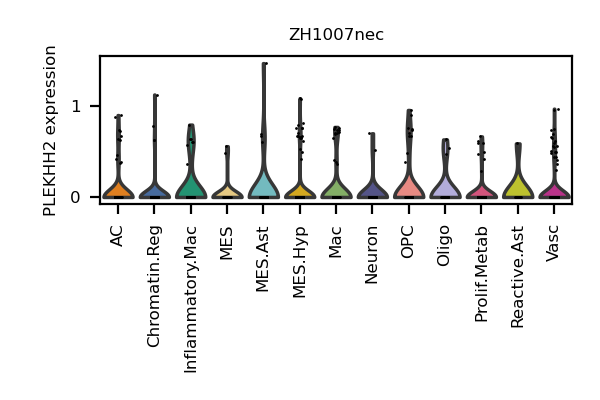 ZH1007nec
PLEKHH2 expression
1
0
AC
Chromatin.Reg
Inflammatory.Mac
MES
MES.Ast
MES.Hyp
Mac
Neuron
OPC
Oligo
Prolif.Metab
Reactive.Ast
Vasc